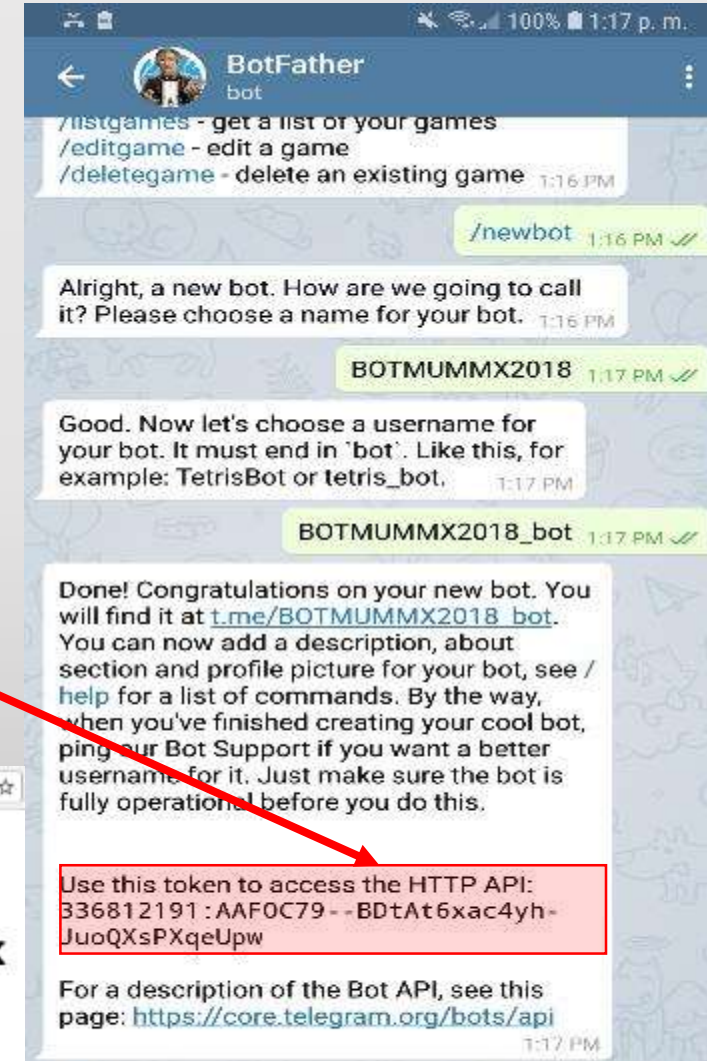 100% 1:17 p. m.
BotFather
bot
/listgames - get a list of your games
/editgame - edit a game
/deletegame - delete an existing game 1:16 PM
/newbot 1:16 PM
Alright, a new bot. How are we going to call
it? Please choose a name for your bot. 1:16 PM
BOTMUMMX2018 1:17 PM
Good. Now let's choose a username for
your bot. It must end in `bot`. Like this, for
example: TetrisBot or tetris_bot. 1:17 PM
BOTMUMMX2018_bot 1:17 PM
Done! Congratulations on your new bot. You
will find it at t.me/BOTMUMMX2018_bot.
You can now add a description, about
section and profile picture for your bot, see /
help for a list of commands. By the way,
when you've finished creating your cool bot,
ping our Bot Support if you want a better
username for it. Just make sure the bot is
fully operational before you do this.
Use this token to access the HTTP API:
336812191:AAFOC79--BDtAt6xac4yh-
JuoQXsPXqeUpw
For a description of the Bot API, see this
page: https://core.telegram.org/bots/api
1:17 PM